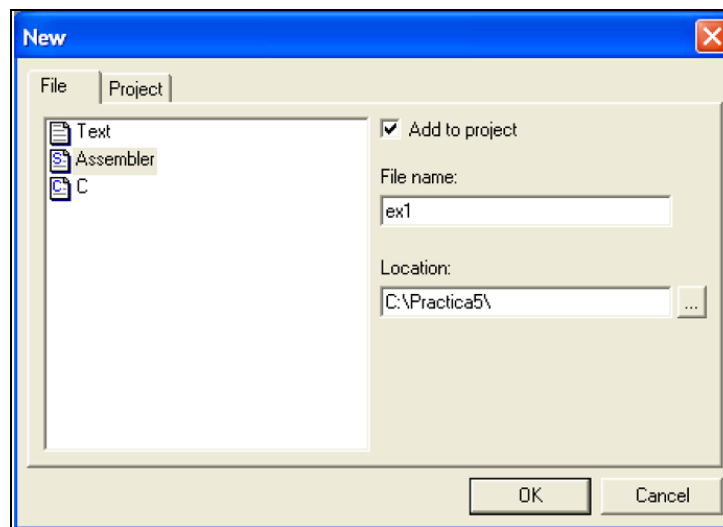 New
File
Project
Text
Assembler
C
Add to project
File name:
ex1
Location:
C:\Practica5\
...
OK
Cancel